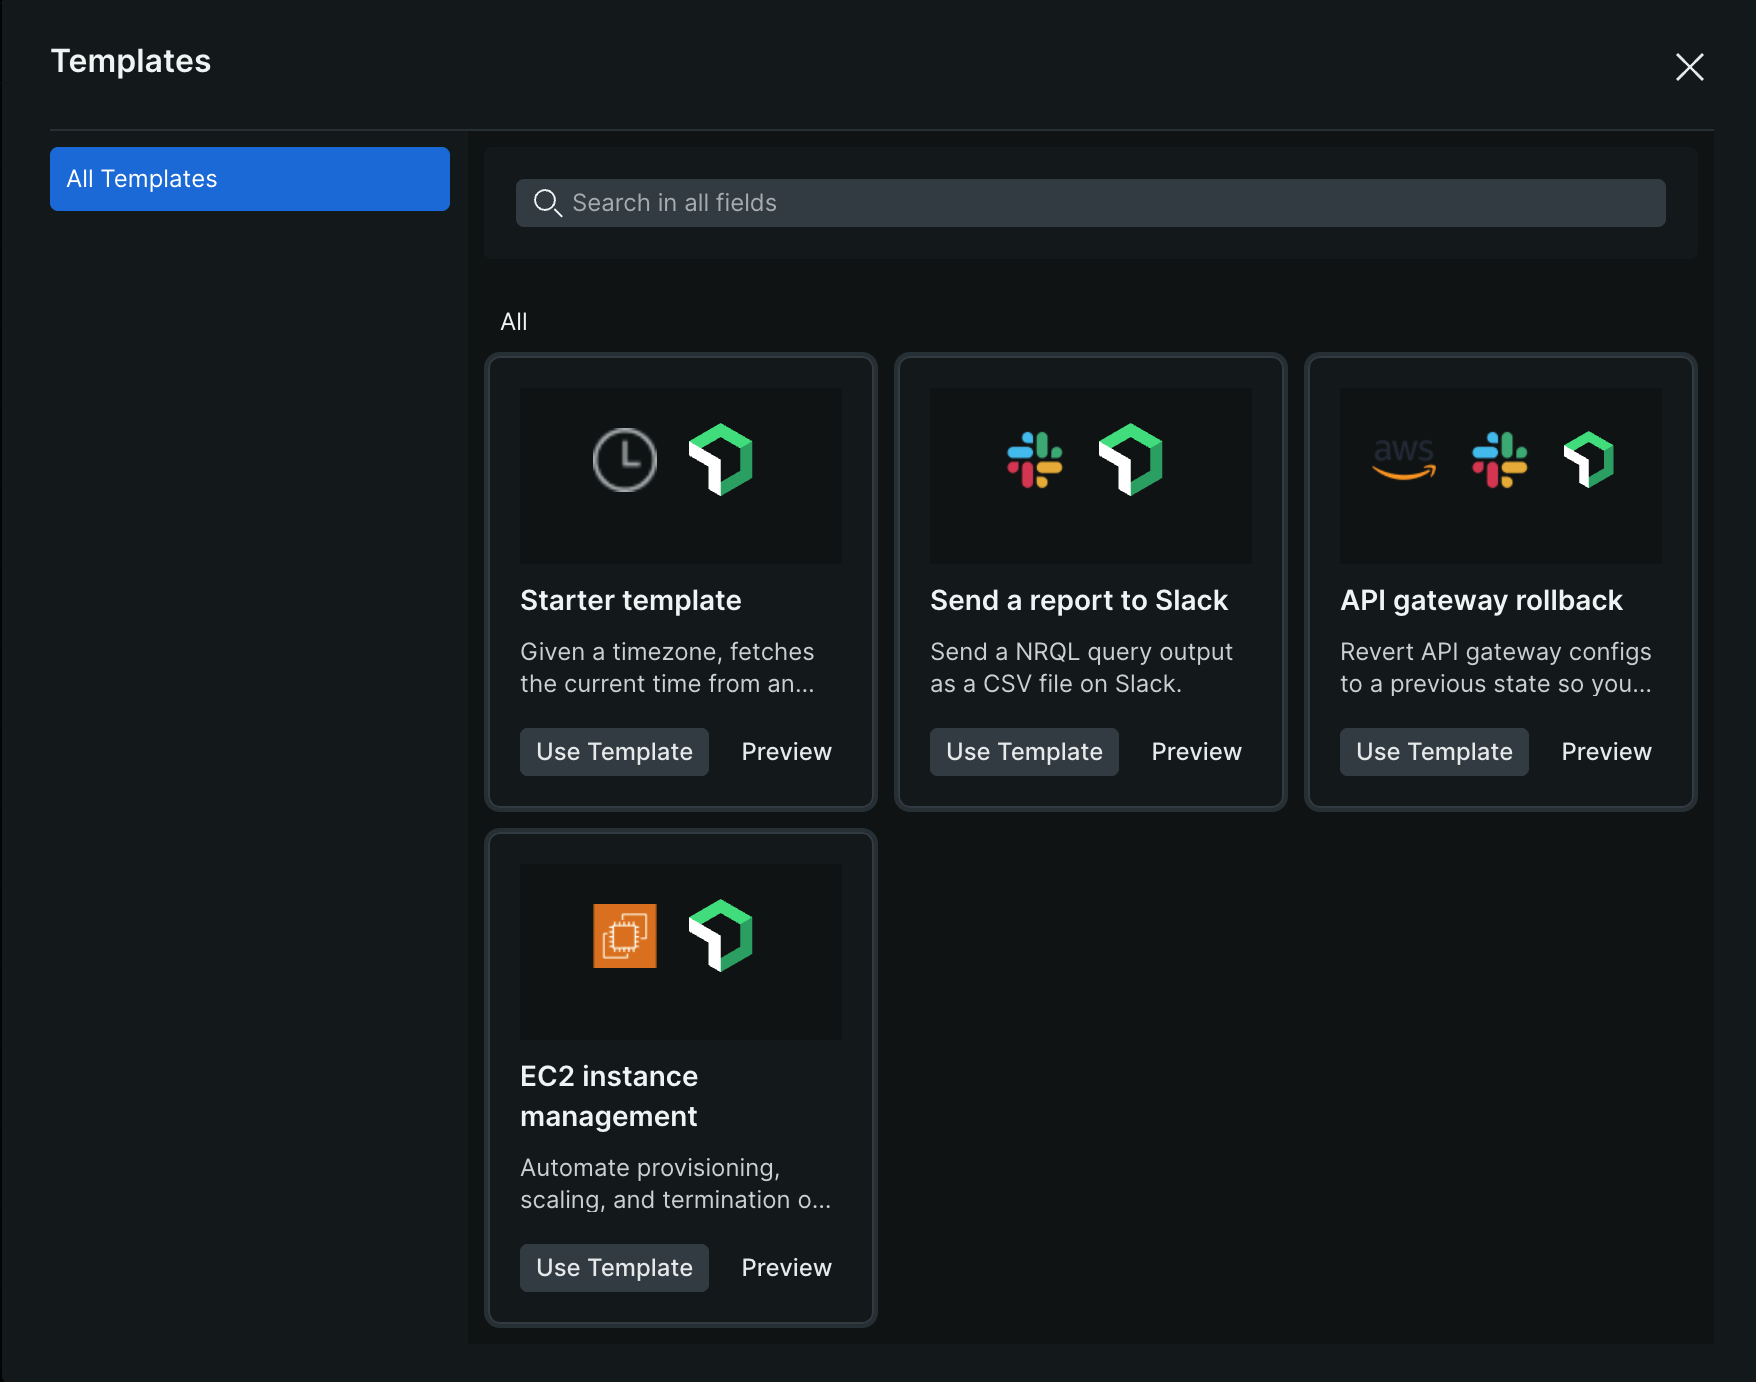 Templates
All Templates
Search in all fields
All
Starter template
Given a timezone, fetches
the current time from an...
Use Template
Preview
Send a report to Slack
Send a NRQL query output
as a CSV file on Slack.
Use Template
Preview
aws
API gateway rollback
Revert API gateway configs
to a previous state so you...
Use Template
Preview
EC2 instance
management
Automate provisioning,
scaling, and termination o...
Use Template
Preview